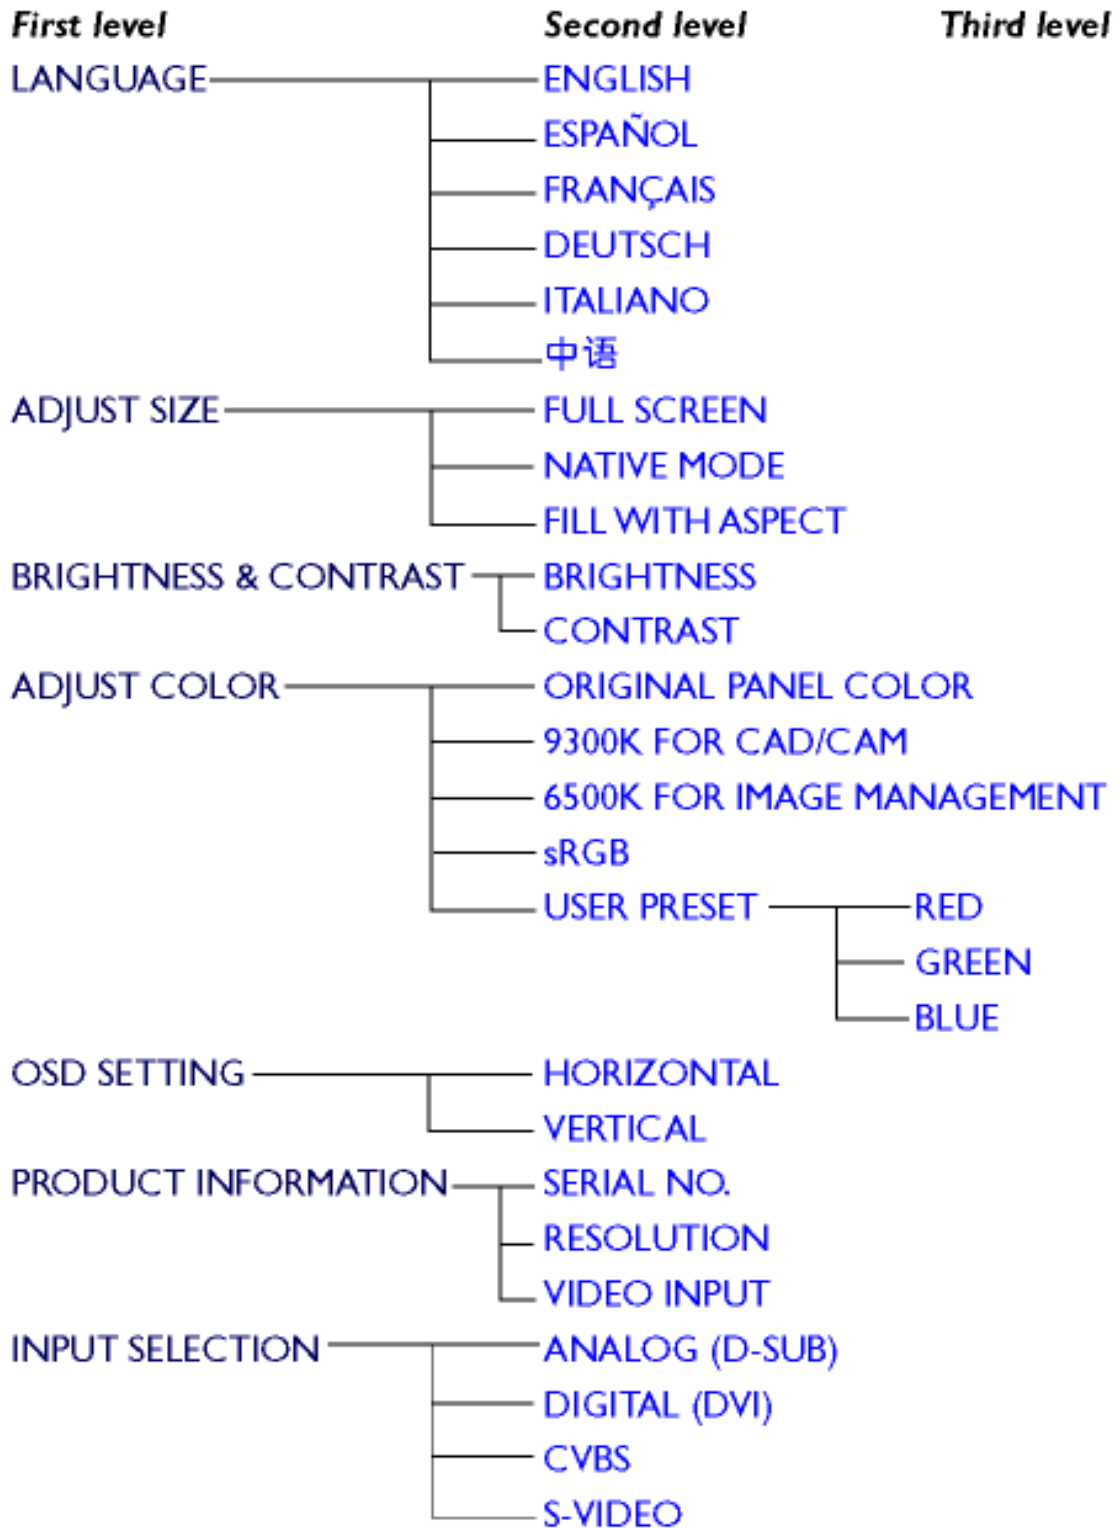 First level Second level Third level
LANGUAGE ENGLISH
ESPAÑOL
FRANÇAIS
DEUTSCH
ITALIANO
中语
ADJUST SIZE FULL SCREEN
NATIVE MODE
FILL WITH ASPECT
BRIGHTNESS & CONTRAST BRIGHTNESS
CONTRAST
ADJUST COLOR ORIGINAL PANEL COLOR
9300K FOR CAD/CAM
6500K FOR IMAGE MANAGEMENT
sRGB
USER PRESET RED
GREEN
BLUE
OSD SETTING HORIZONTAL
VERTICAL
PRODUCT INFORMATION SERIAL NO.
RESOLUTION
VIDEO INPUT
INPUT SELECTION ANALOG (D-SUB)
DIGITAL (DVI)
CVBS
S-VIDEO